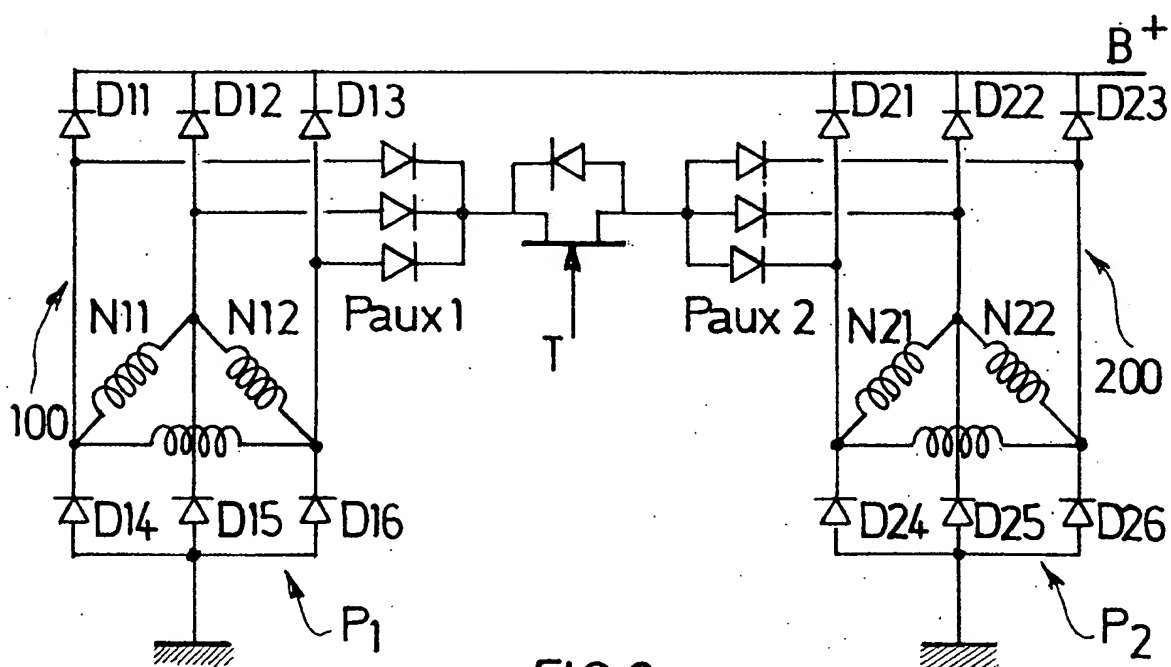 B+
D11 D12 D13 D21 D22 D23
Paux 1 Paux 2
N11 N12 N21 N22
T
100 200
D14 D15 D16 D24 D25 D26
P1 P2